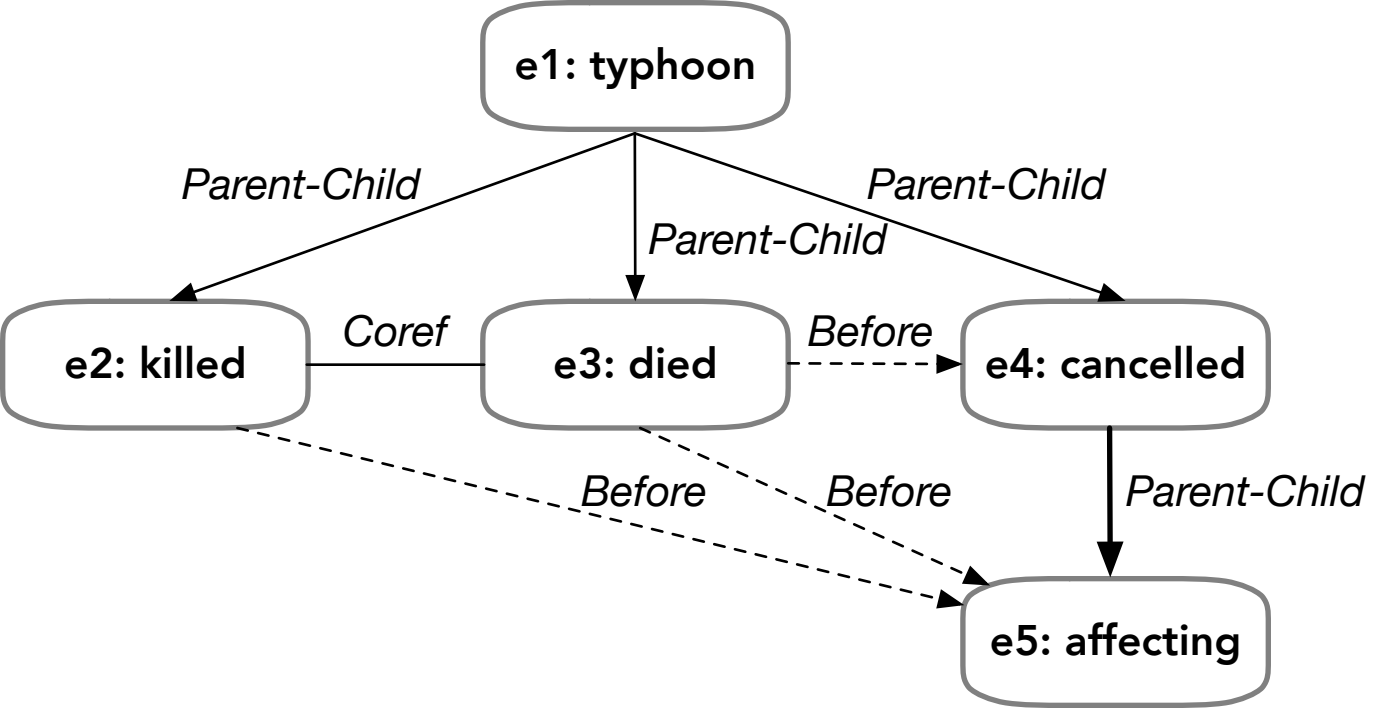 e1: typhoon
Parent-Child
Parent-Child
Parent-Child
e2: killed
Coref
e3: died
Before
e4: cancelled
Before
Before
Parent-Child
e5: affecting